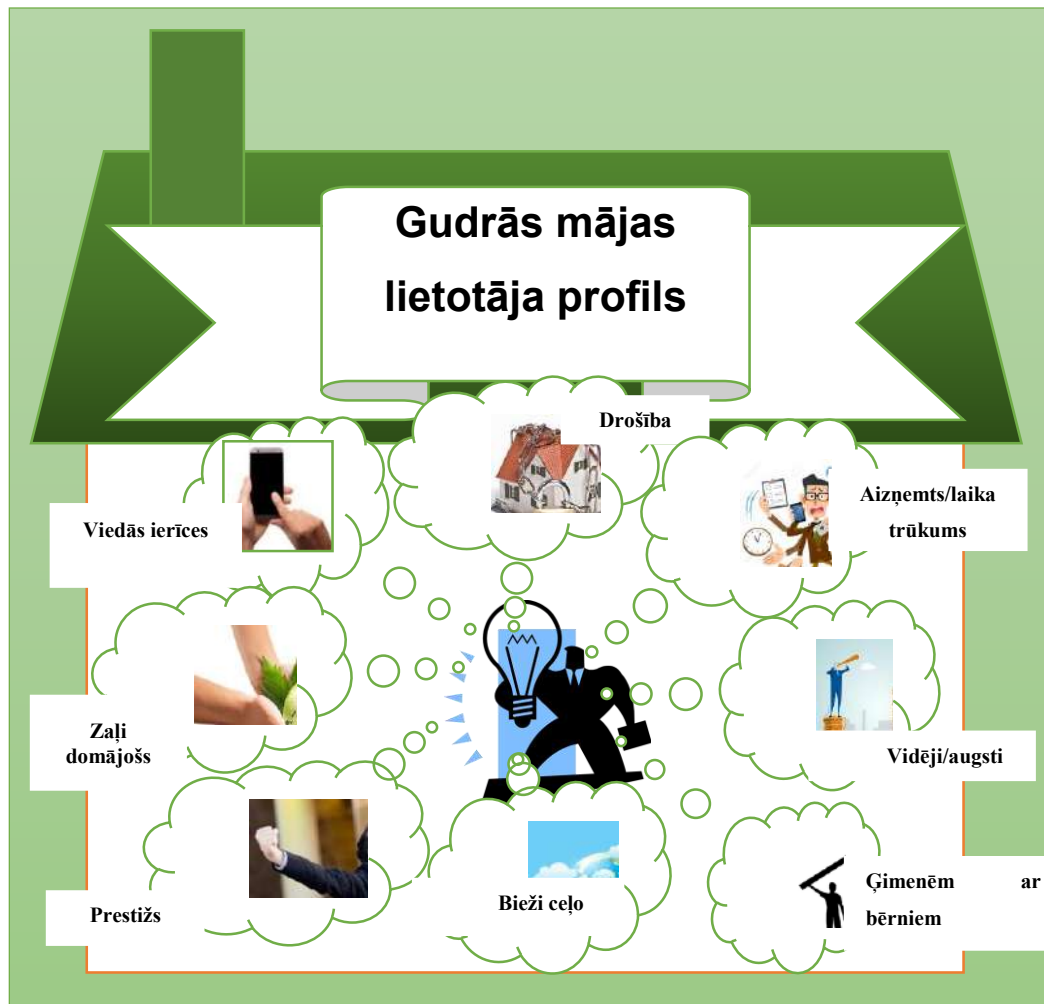 Gudrās mājas
lietotāja profils
Drošība
Aizņemts/laika
trūkums
Viedās ierīces
Zaļi
domājošs
Vidēji/augsti
Prestižs
Bieži ceļo
Ģimenēm ar
bērniem